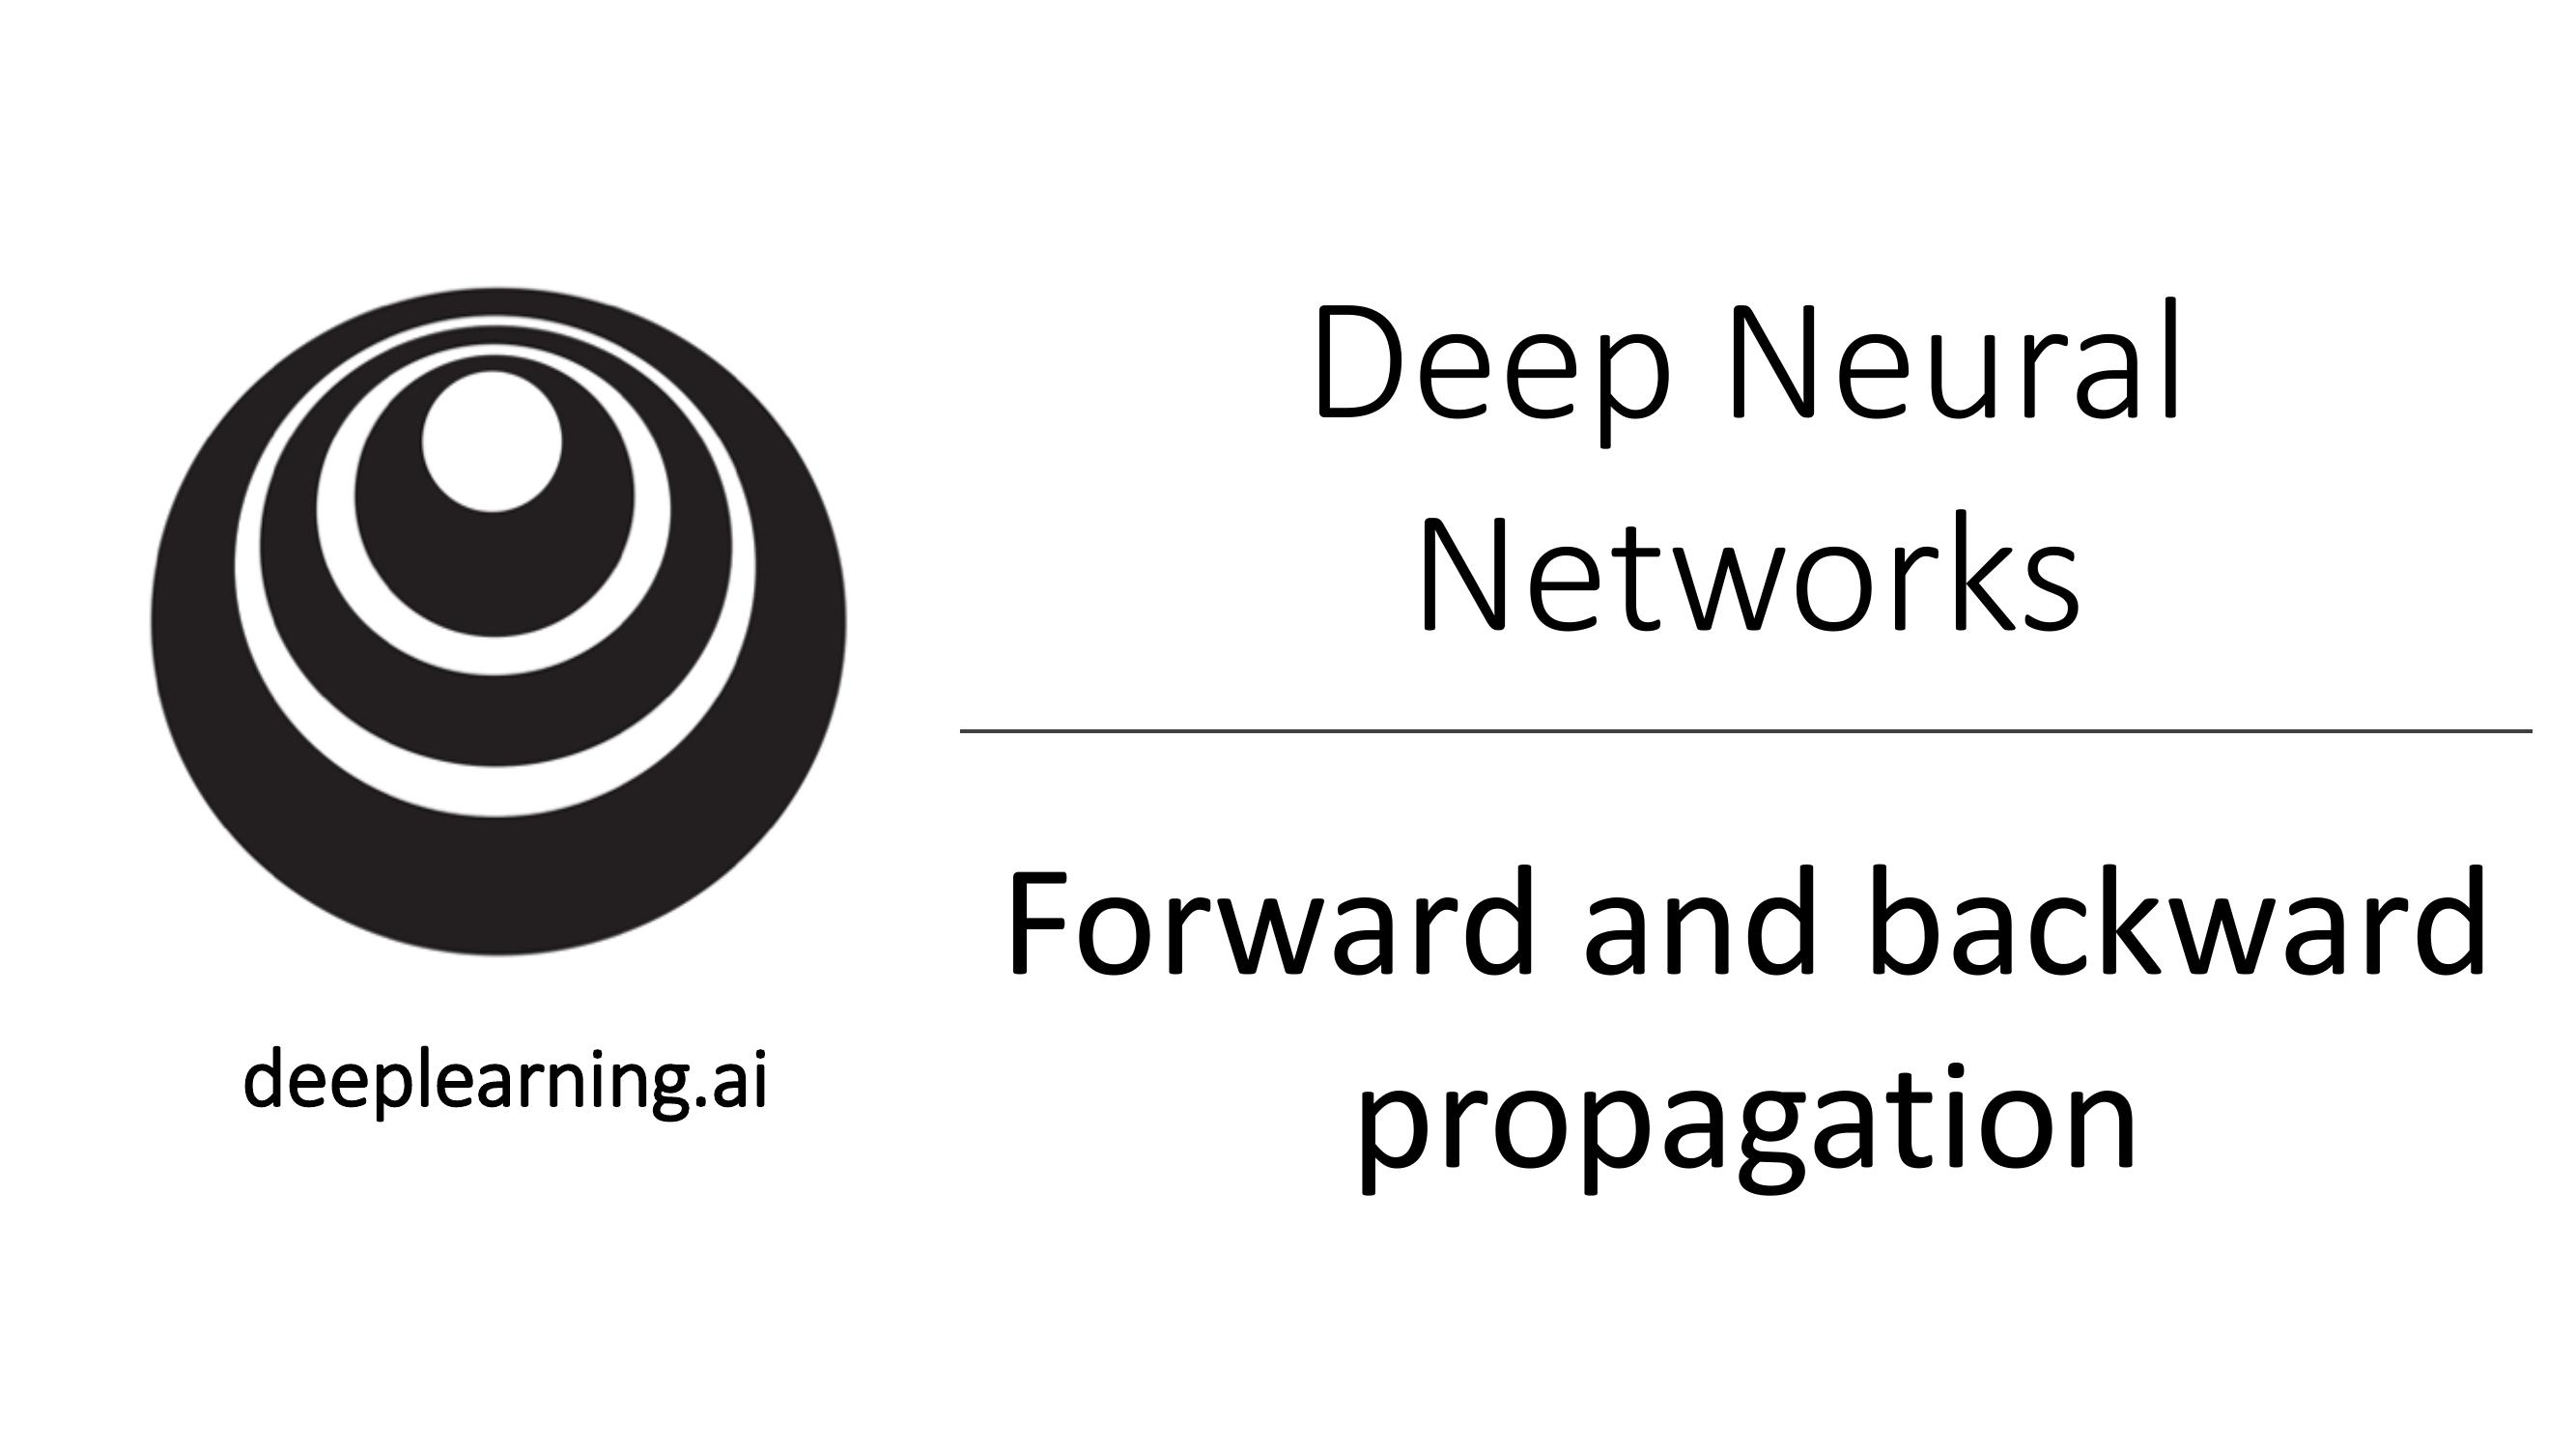 Deep Neural
Networks
Forward and backward
propagation
deeplearning.ai